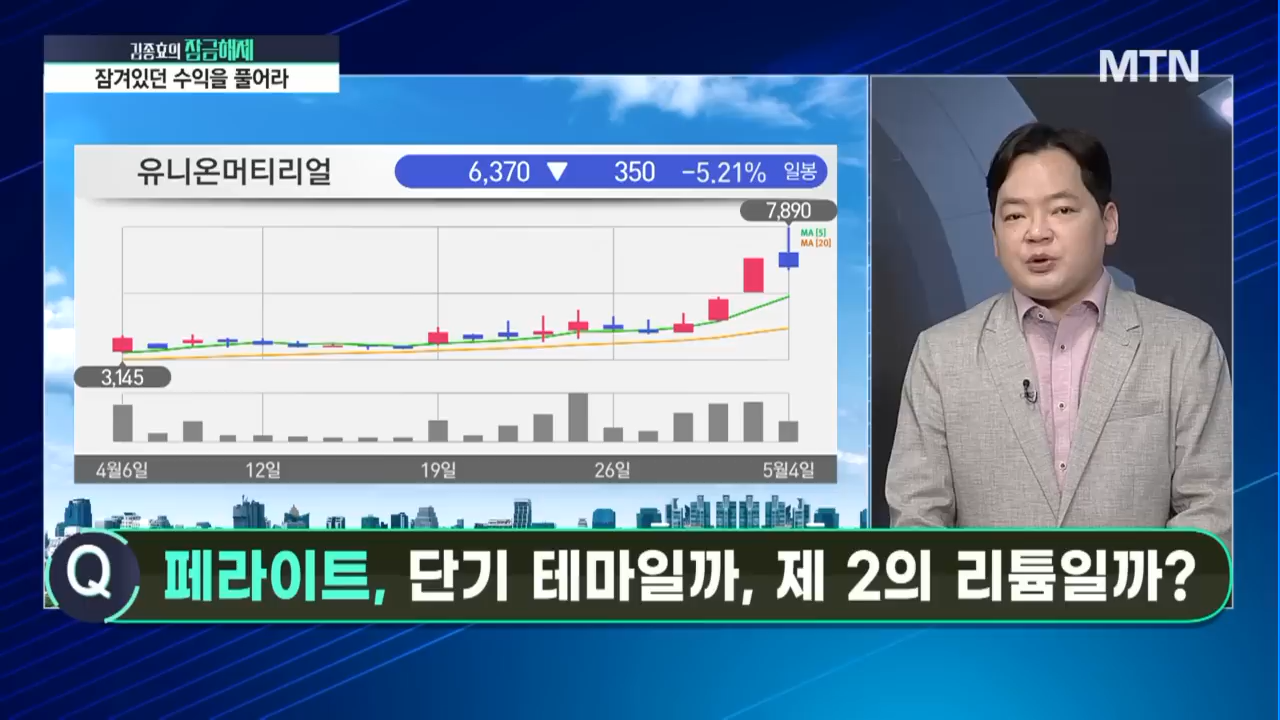 김종효의 잠금해제
잠겨있던 수익을 풀어라
MTN
유니온머티리얼
6,370 ▼ 350 -5.21% 일봉
7,890
MA [5]
MA [20]
3,145
4월6일 12일 19일 26일 5월4일
Q 페라이트, 단기 테마일까, 제 2의 리튬일까?